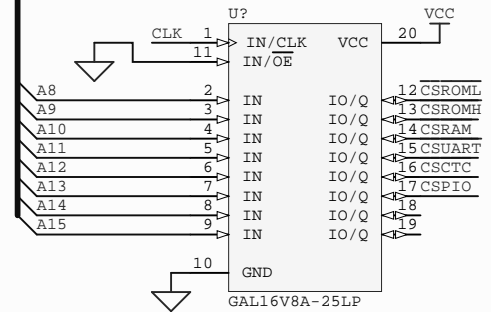 U?
VCC
CLK 1 IN/CLK VCC 20
11 IN/OE
A8 2 IN IO/Q 12 CSROML
A9 3 IN IO/Q 13 CSROMH
A10 4 IN IO/Q 14 CSRAM
A11 5 IN IO/Q 15 CSUART
A12 6 IN IO/Q 16 CSCTC
A13 7 IN IO/Q 17 CSPIO
A14 8 IN IO/Q 18
A15 9 IN IO/Q 19
10 GND
GAL16V8A-25LP